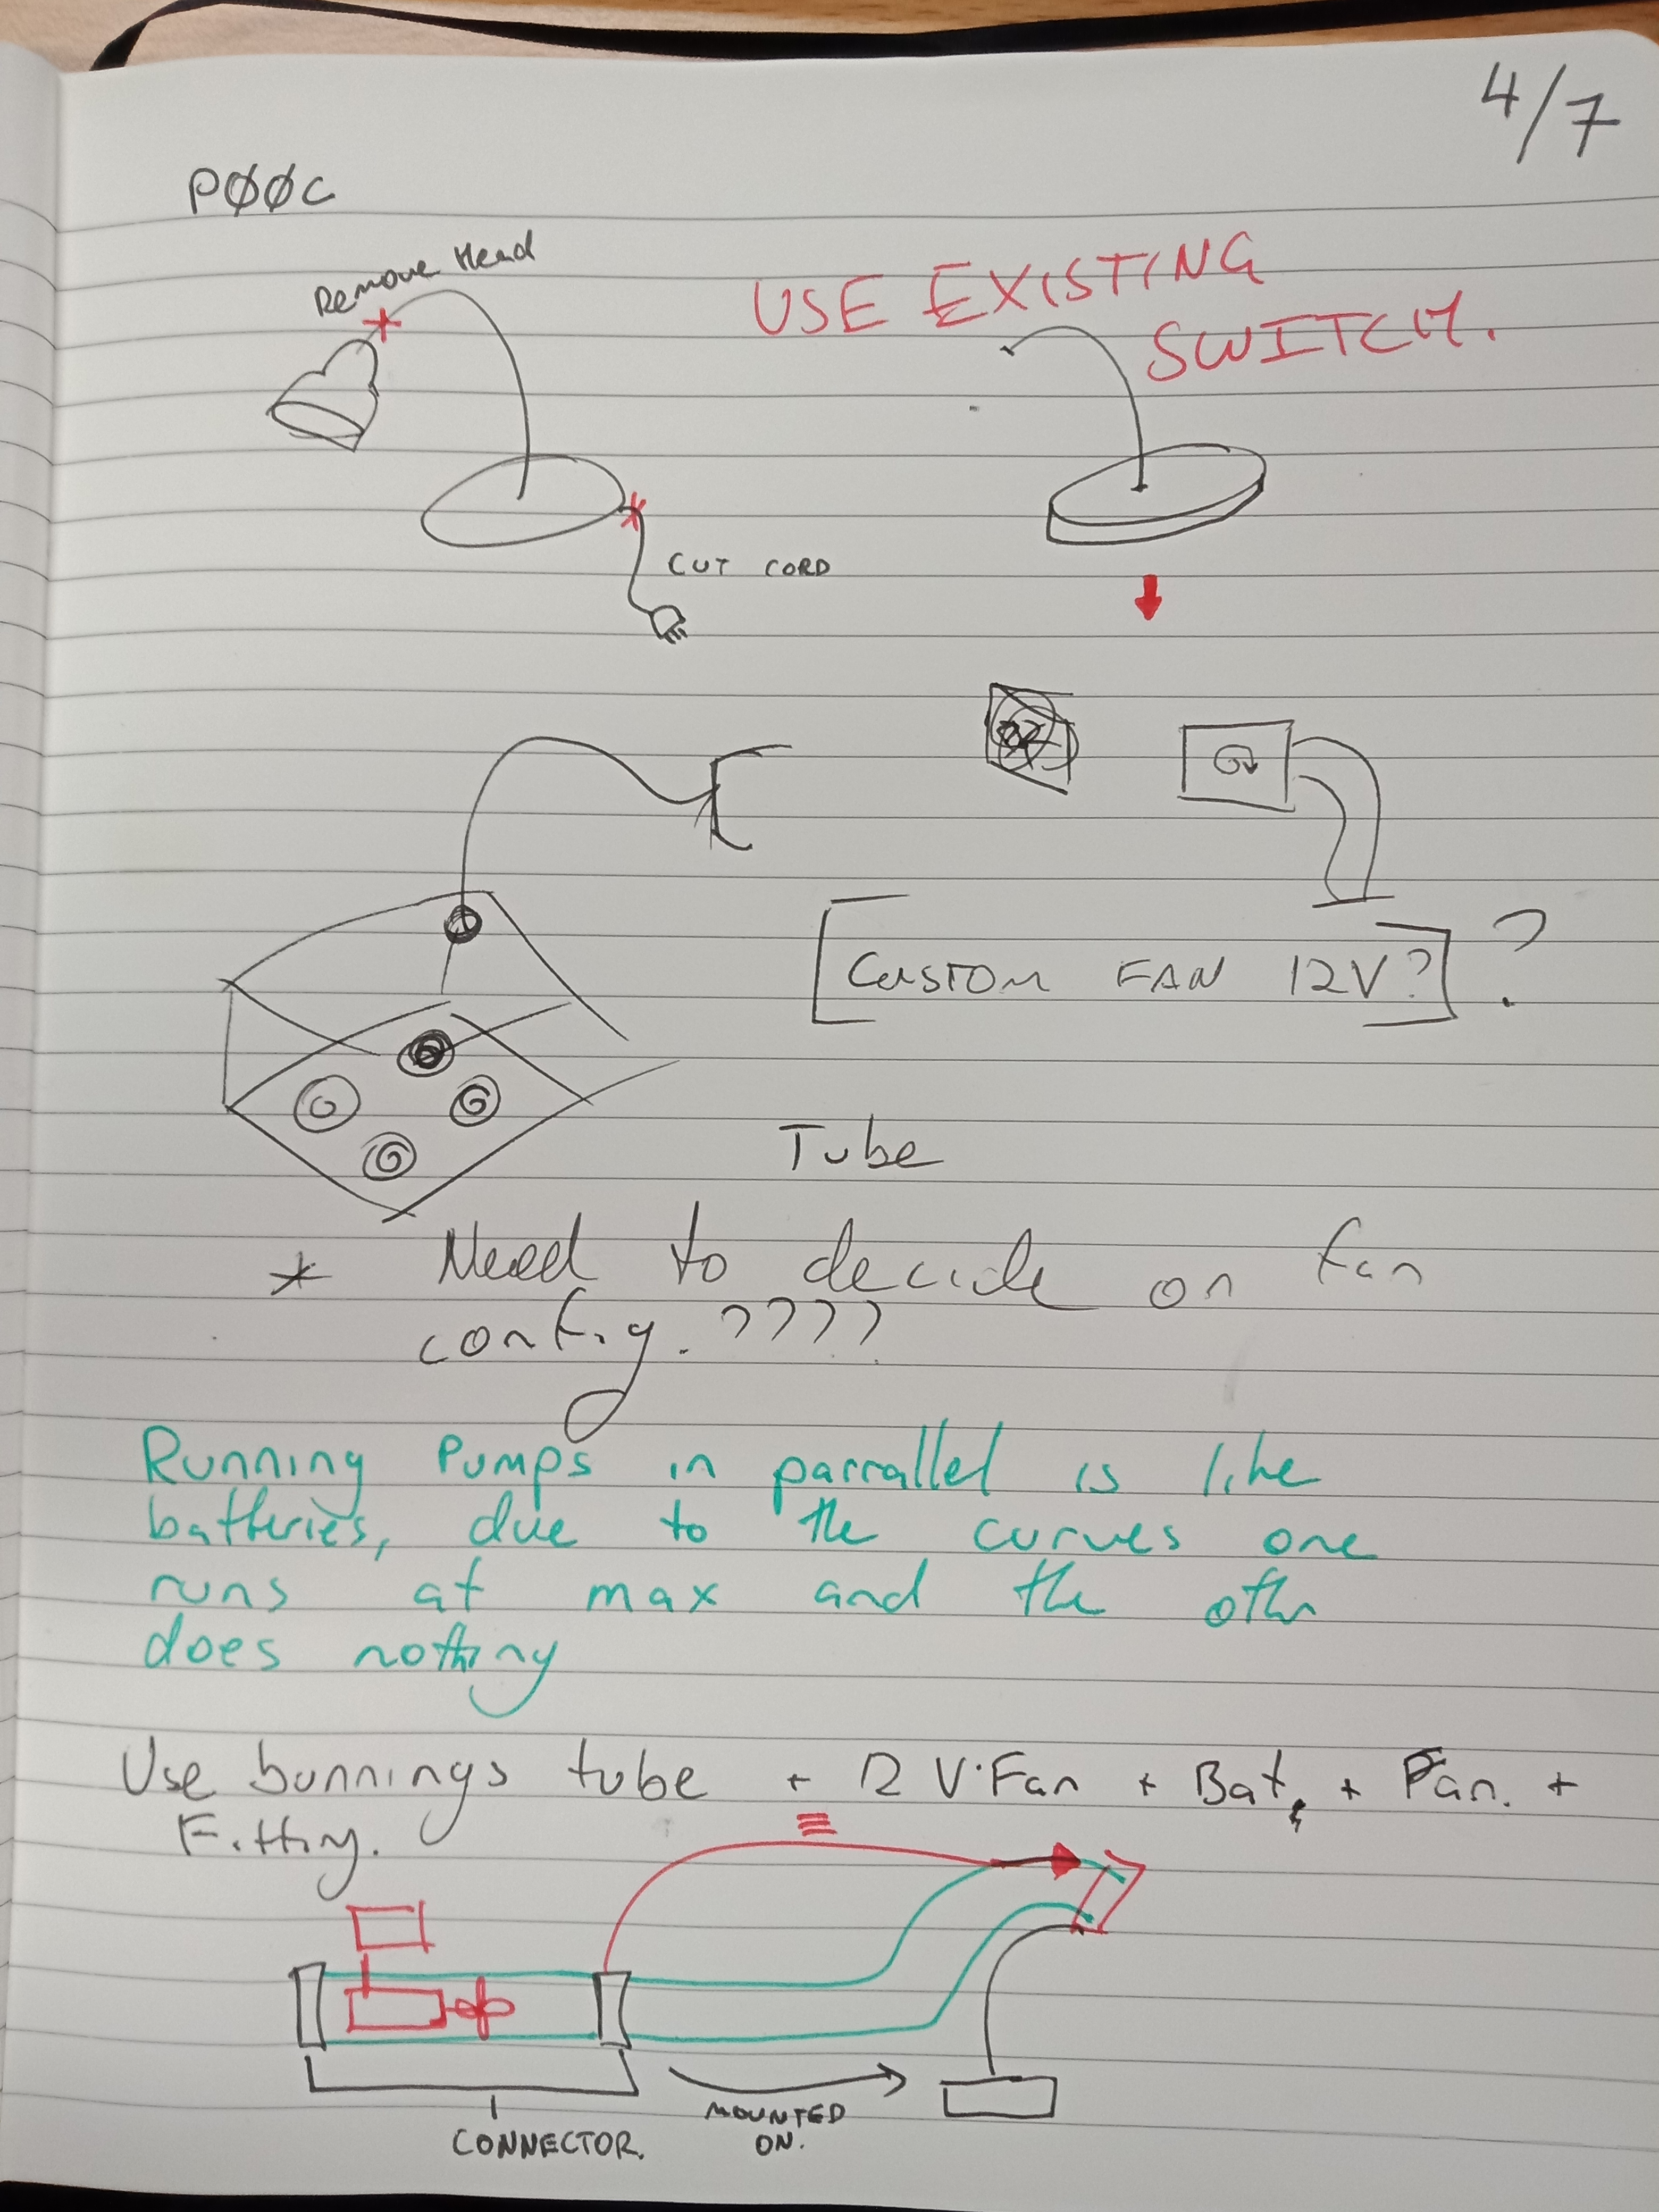 4/7
PØØC
Remove Head
USE EXISTING
SWITCH.
CUT CORD
[CUSTOM FAN 12V?] ?
Tube
* Need to decide on fan
config. ????
Running Pumps in parrallel is like
batteries, due to the curves one
runs at max and the othr
does nothing
Use bunnings tube + 12 V. Fan + Bat, + Fan. +
Fitting.
CONNECTOR.
MOUNTED
ON.